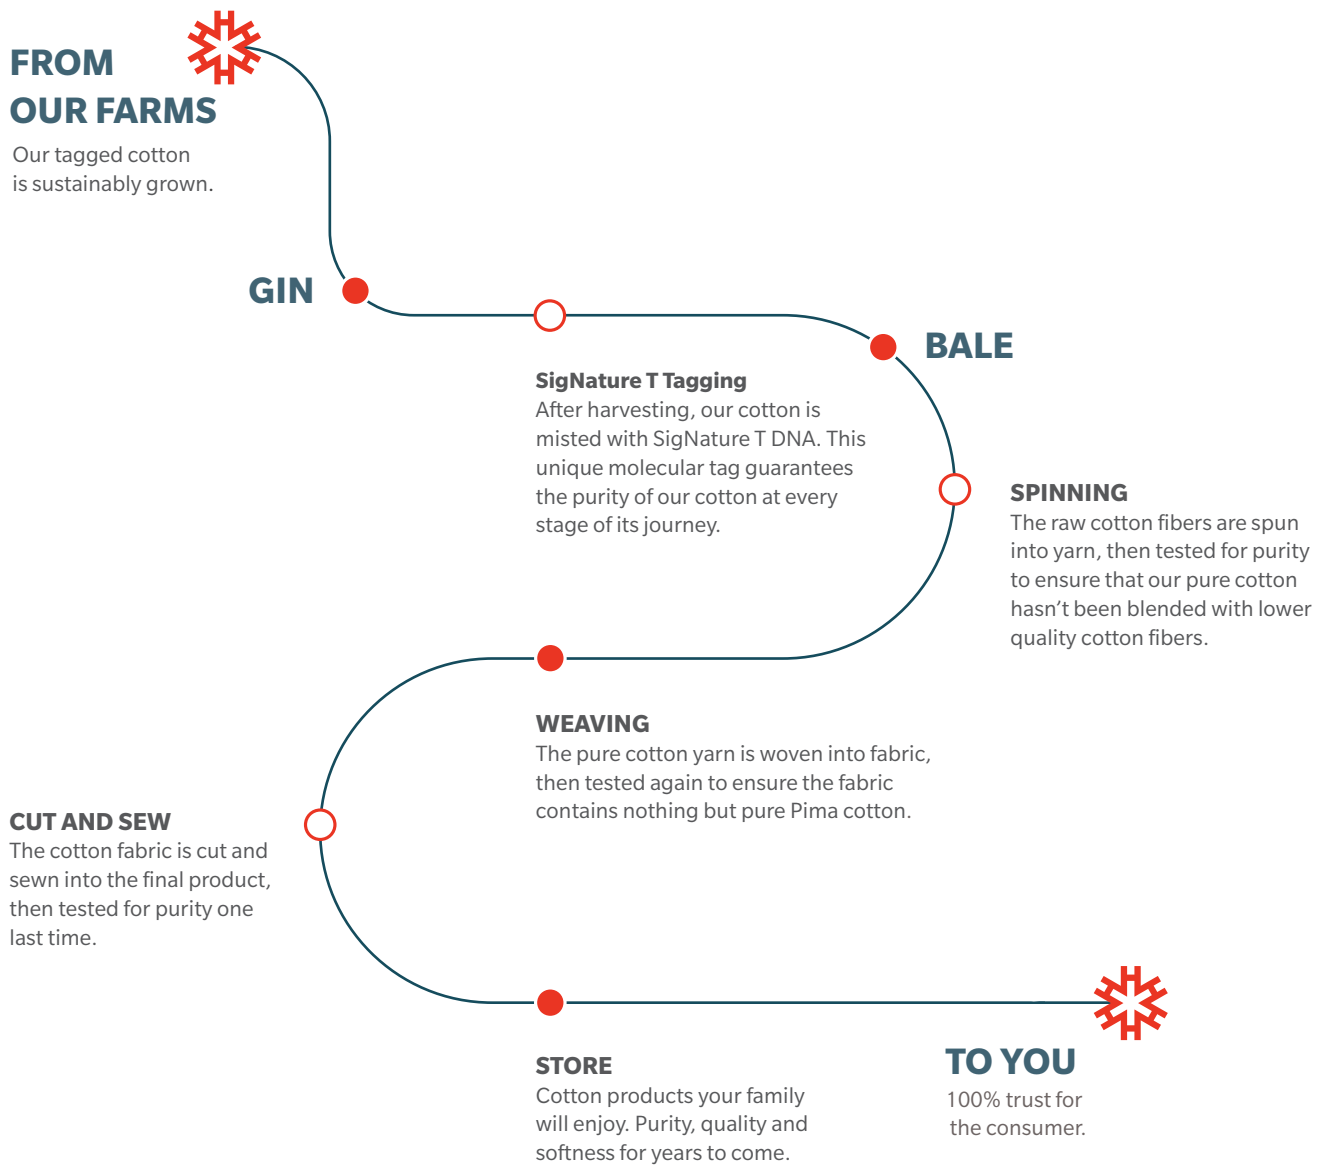 FROM
OUR FARMS
Our tagged cotton
is sustainably grown.
GIN
BALE
SigNature T Tagging
After harvesting, our cotton is
misted with SigNature T DNA. This
unique molecular tag guarantees
the purity of our cotton at every
stage of its journey.
SPINNING
The raw cotton fibers are spun
into yarn, then tested for purity
to ensure that our pure cotton
hasn't been blended with lower
quality cotton fibers.
WEAVING
The pure cotton yarn is woven into fabric,
then tested again to ensure the fabric
contains nothing but pure Pima cotton.
CUT AND SEW
The cotton fabric is cut and
sewn into the final product,
then tested for purity one
last time.
STORE
Cotton products your family
will enjoy. Purity, quality and
softness for years to come.
TO YOU
100% trust for
the consumer.